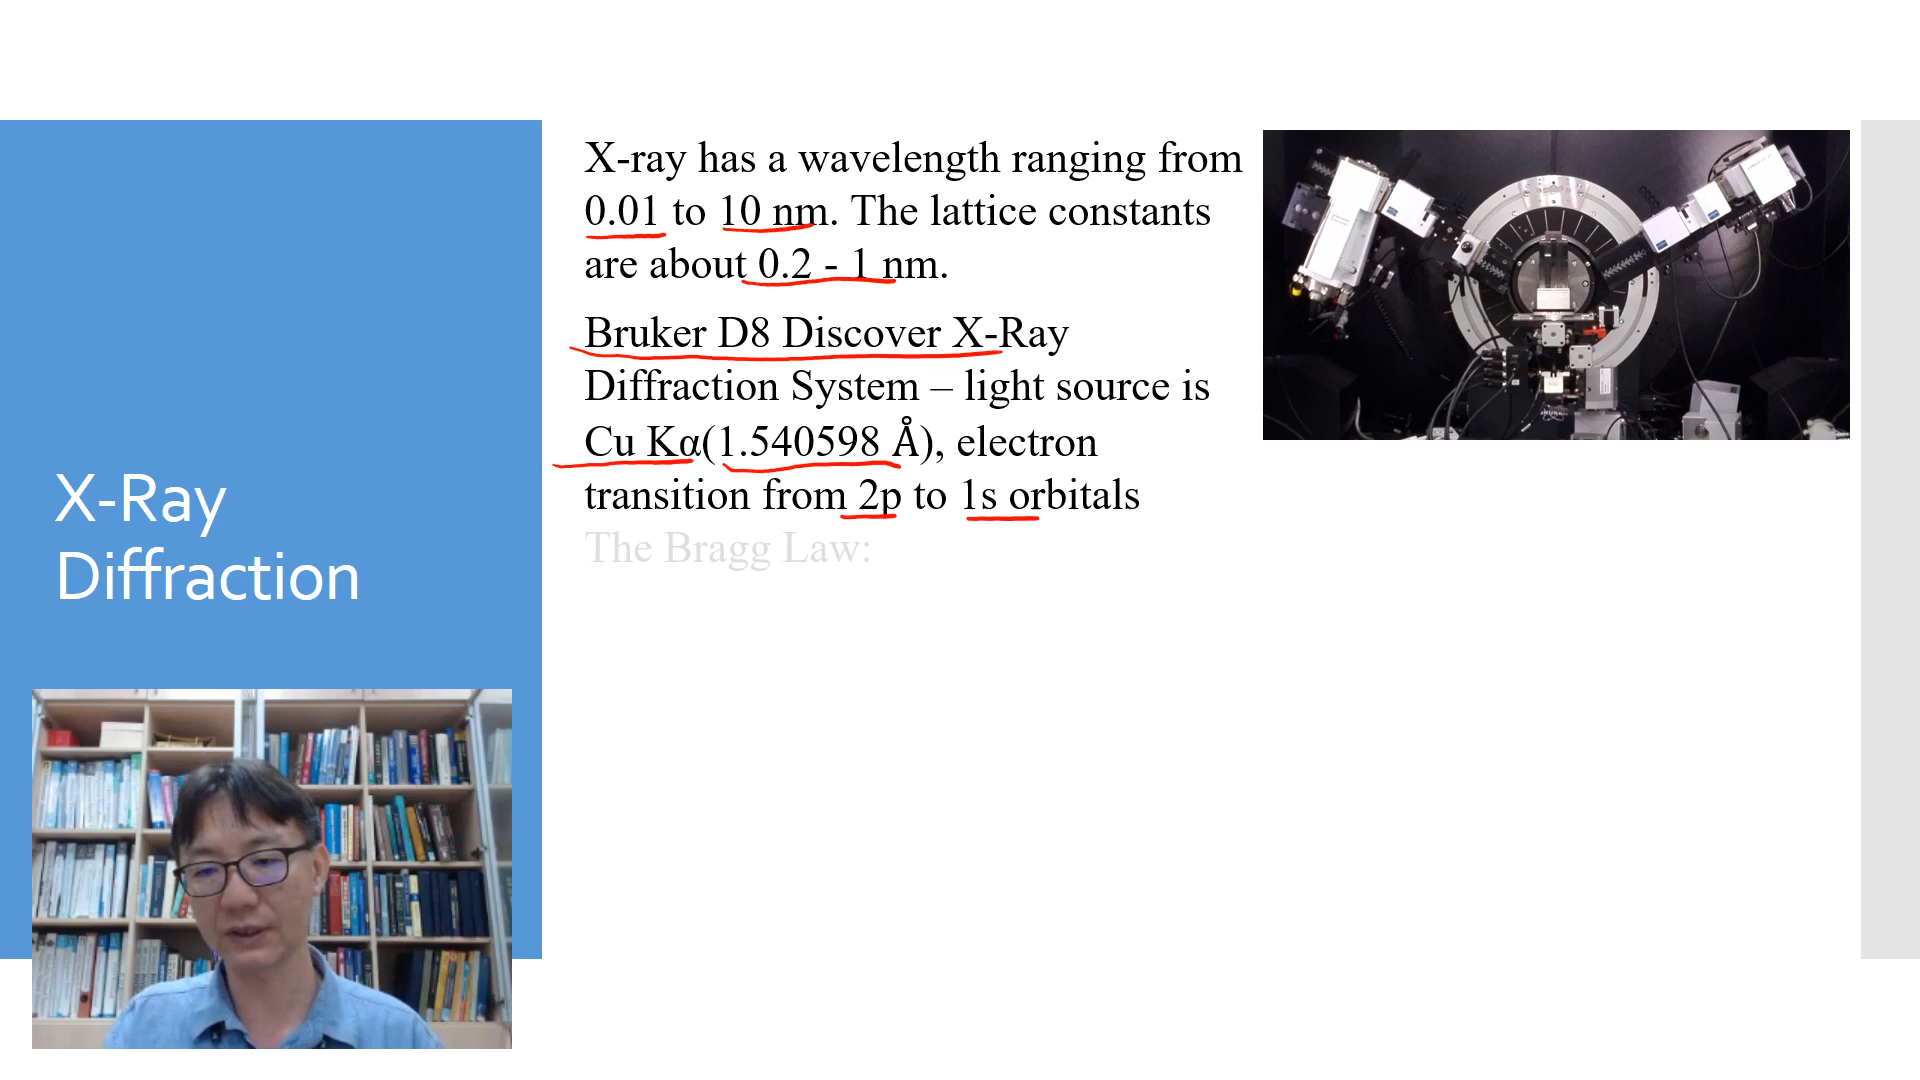 X-Ray
Diffraction
X-ray has a wavelength ranging from
0.01 to 10 nm. The lattice constants
are about 0.2 - 1 nm.
Bruker D8 Discover X-Ray
Diffraction System – light source is
Cu Kα(1.540598 Å), electron
transition from 2p to 1s orbitals
The Bragg Law: